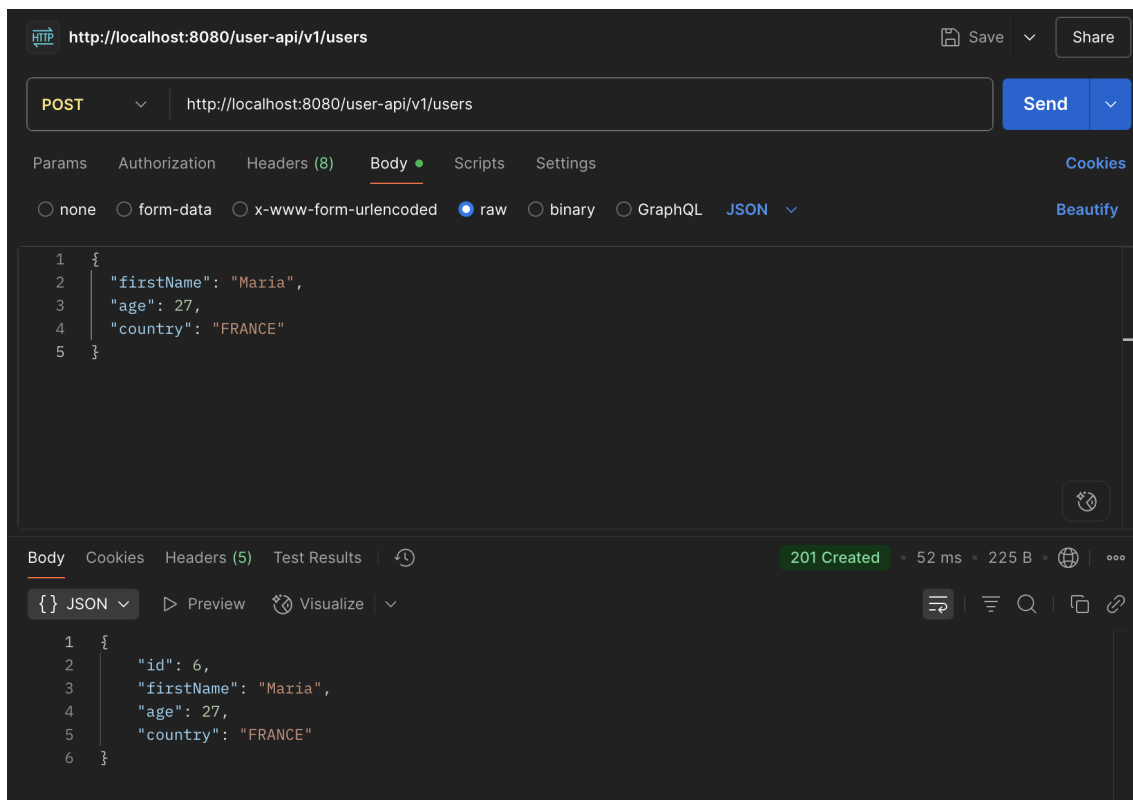 HTTP http://localhost:8080/user-api/v1/users Save Share
POST http://localhost:8080/user-api/v1/users Send
Params Authorization Headers (8) Body Scripts Settings Cookies
none form-data x-www-form-urlencoded raw binary GraphQL JSON Beautify
1 {
2 "firstName": "Maria",
3 "age": 27,
4 "country": "FRANCE"
5 }
Body Cookies Headers (5) Test Results 201 Created • 52 ms • 225 B •
{} JSON Preview Visualize
1 {
2 "id": 6,
3 "firstName": "Maria",
4 "age": 27,
5 "country": "FRANCE"
6 }